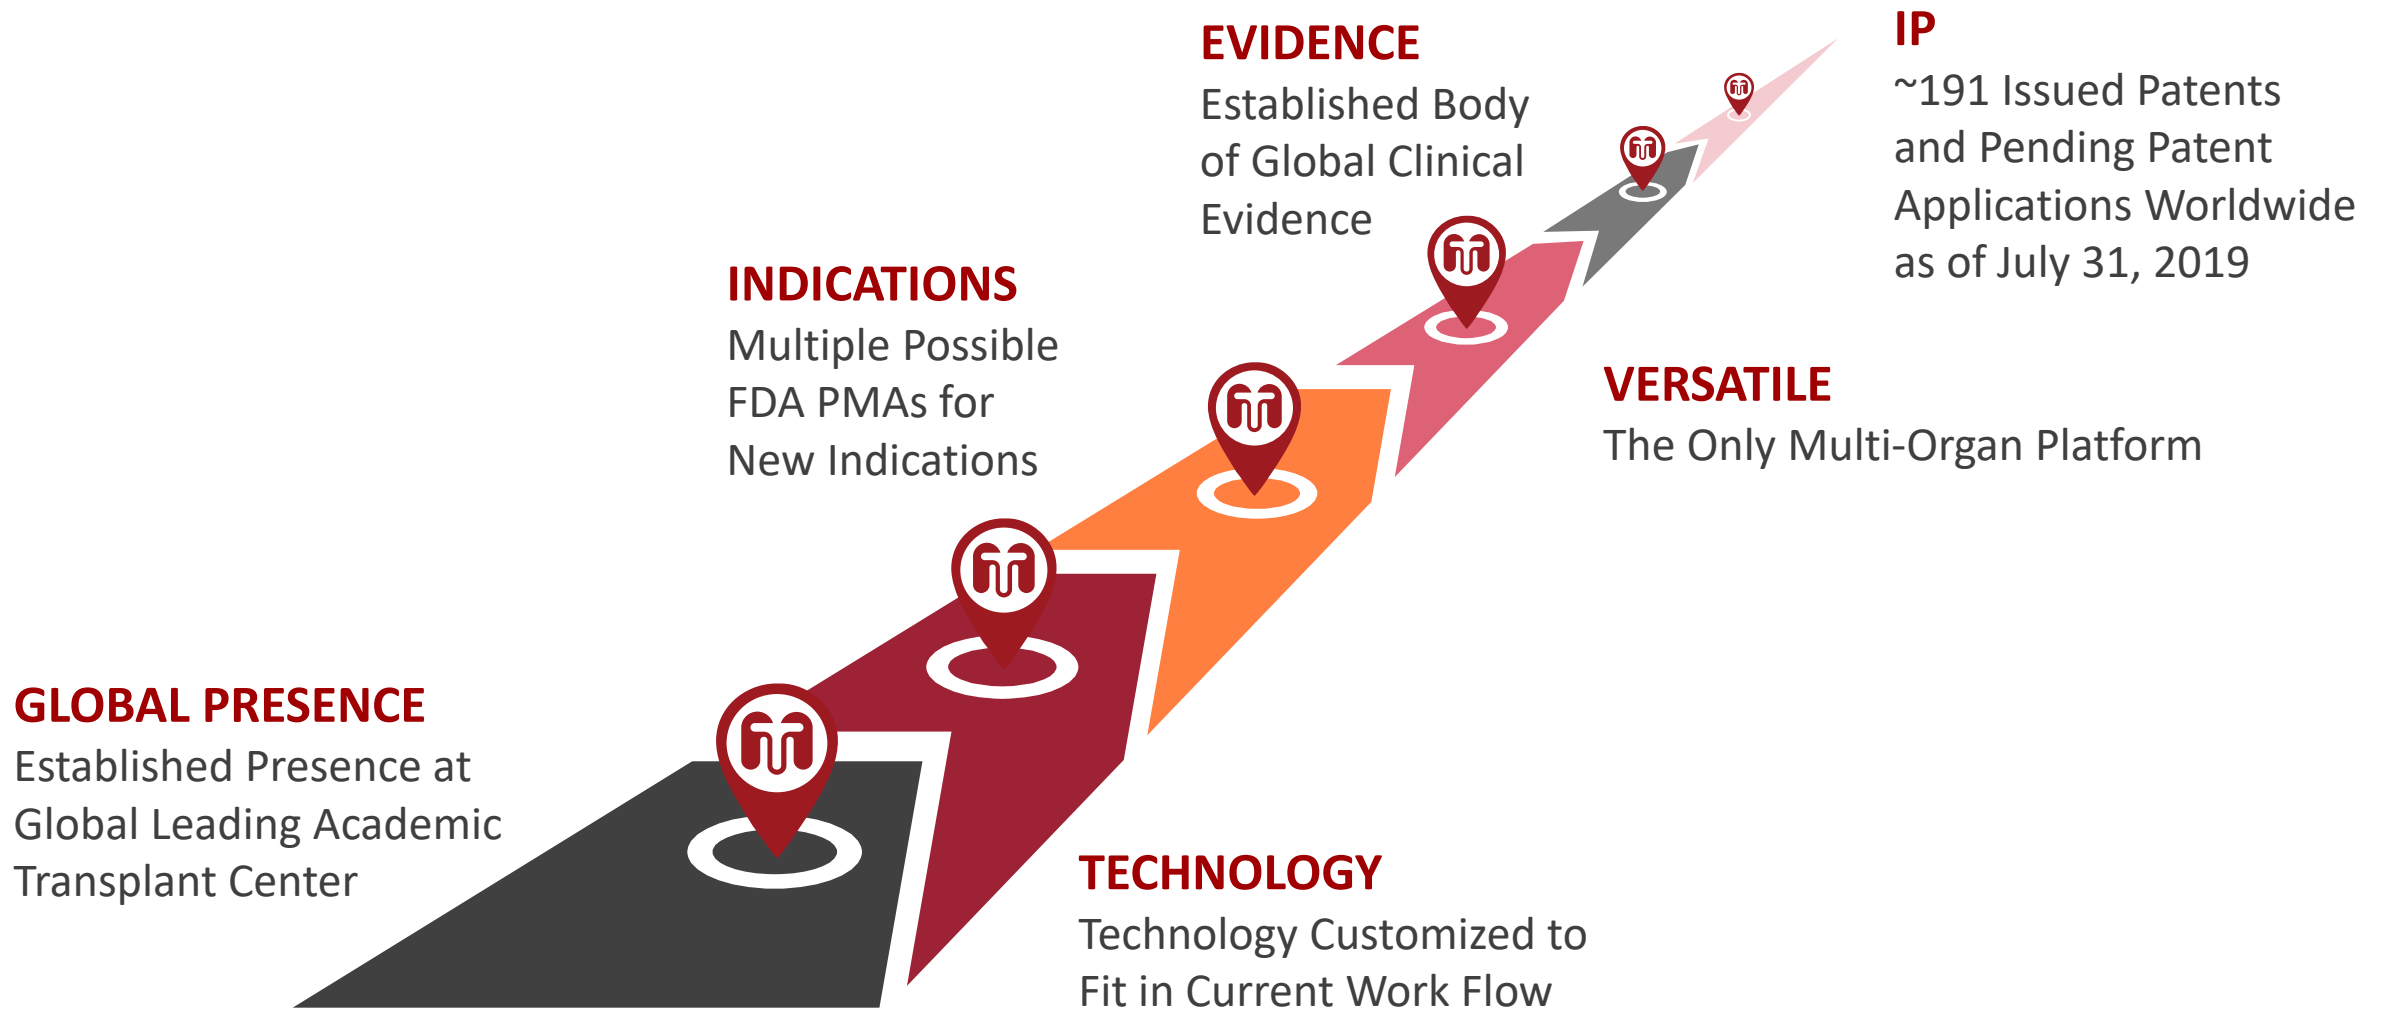 GLOBAL PRESENCE
Established Presence at
Global Leading Academic
Transplant Center
TECHNOLOGY
Technology Customized to
Fit in Current Work Flow
INDICATIONS
Multiple Possible
FDA PMAs for
New Indications
VERSATILE
The Only Multi-Organ Platform
EVIDENCE
Established Body
of Global Clinical
Evidence
IP
~191 Issued Patents
and Pending Patent
Applications Worldwide
as of July 31, 2019